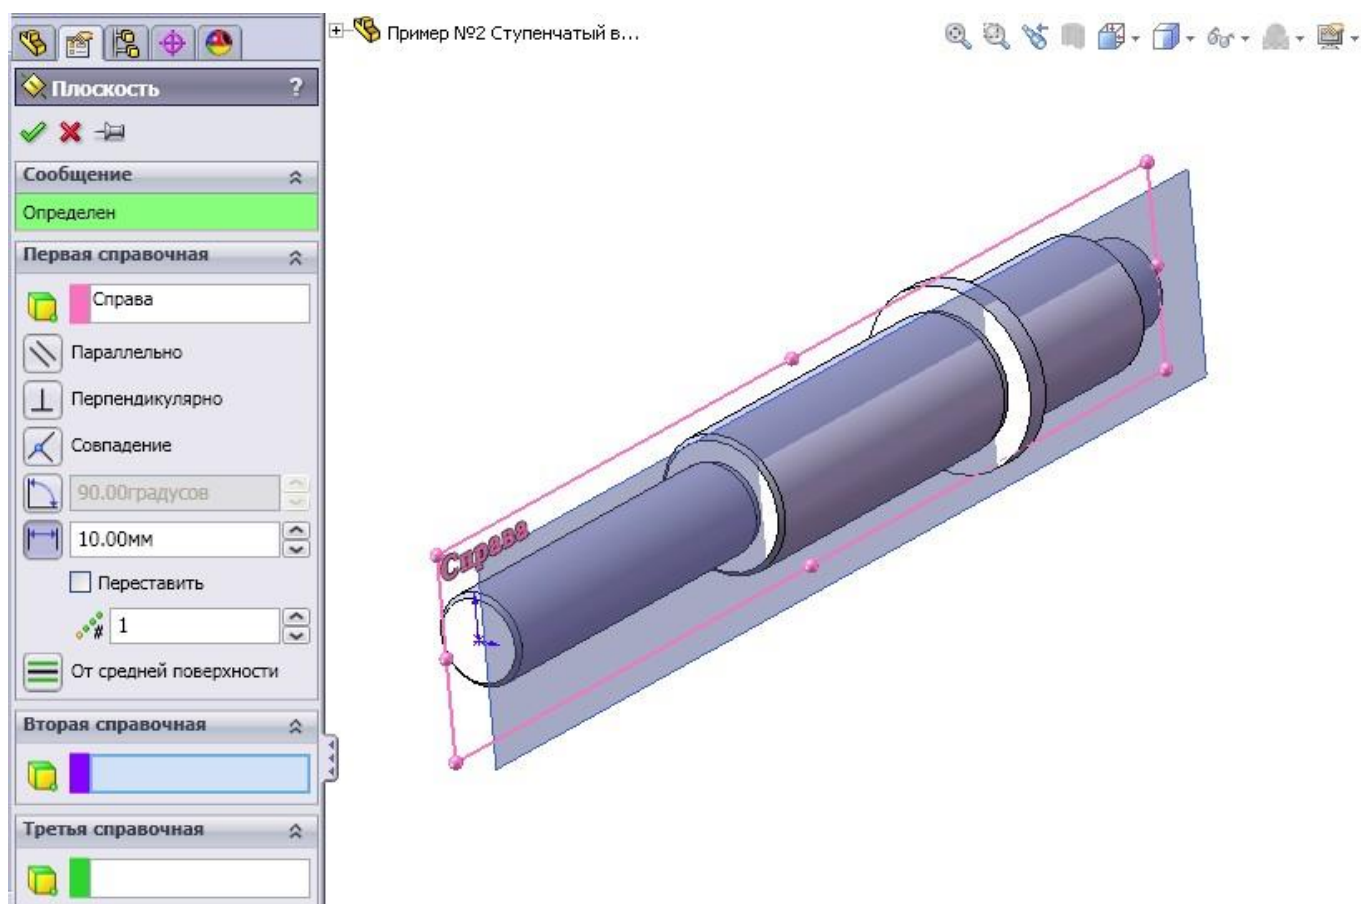 Пример №2 Ступенчатый в...
Плоскость ?
Сообщение
Определен
Первая справочная
Справа
Параллельно
Перпендикулярно
Совпадение
90.00градусов
10.00мм
Переставить
# 1
От средней поверхности
Вторая справочная
Третья справочная
Справа